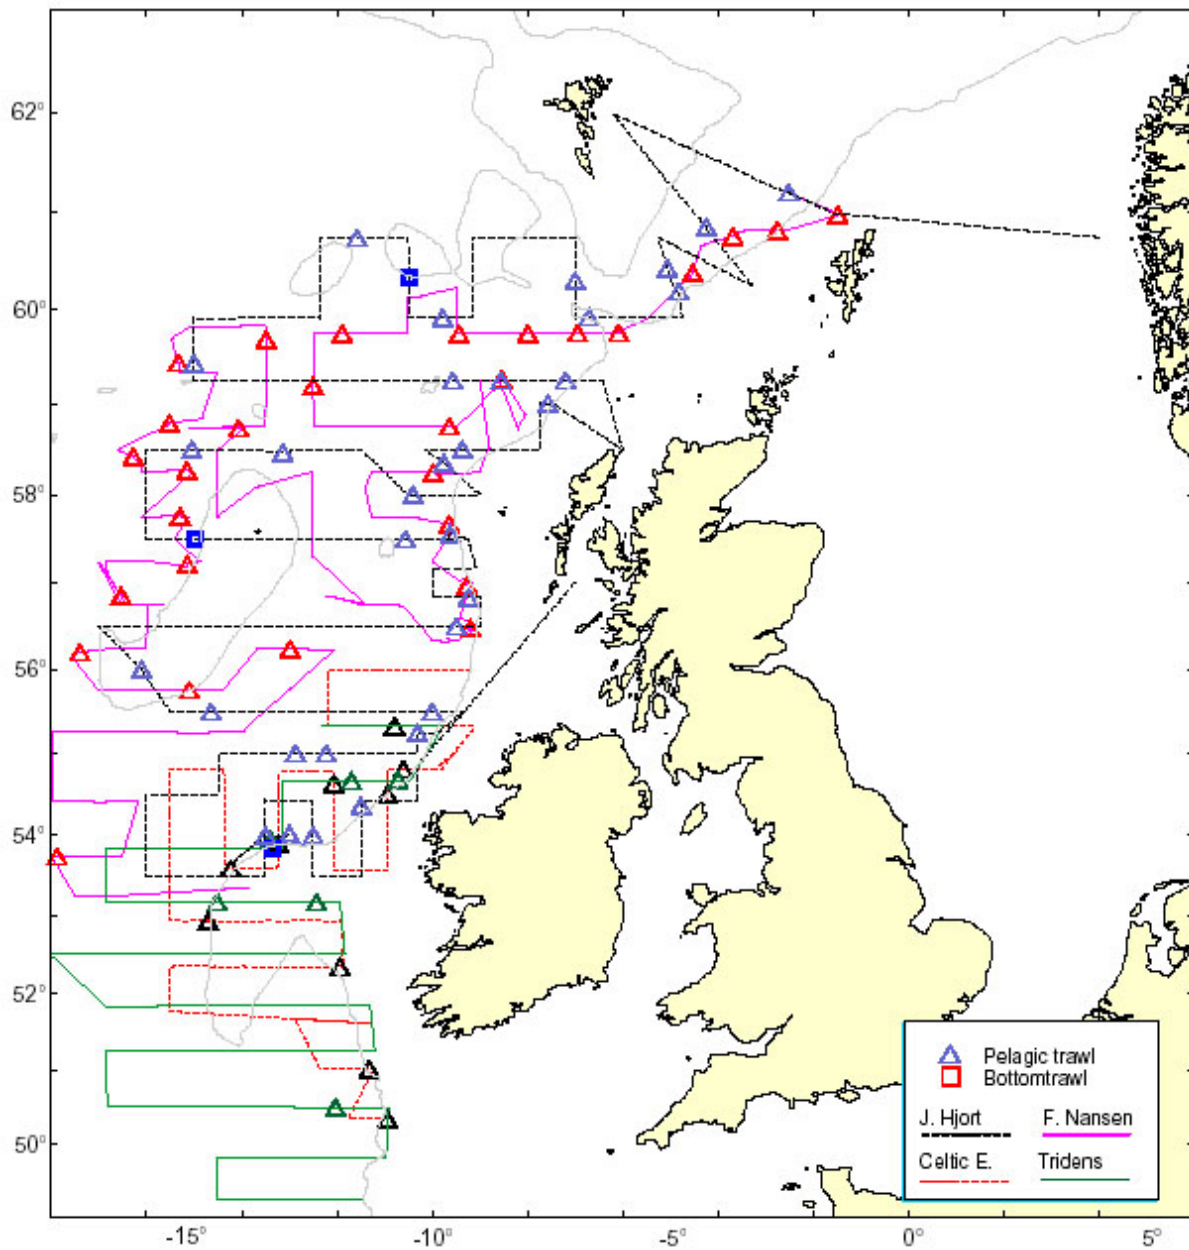 62°
60°
58°
56°
54°
52°
50°
Pelagic trawl
Bottomtrawl
J. Hjort F. Nansen
Celtic E. Tridens
-15° -10° -5° 0° 5°